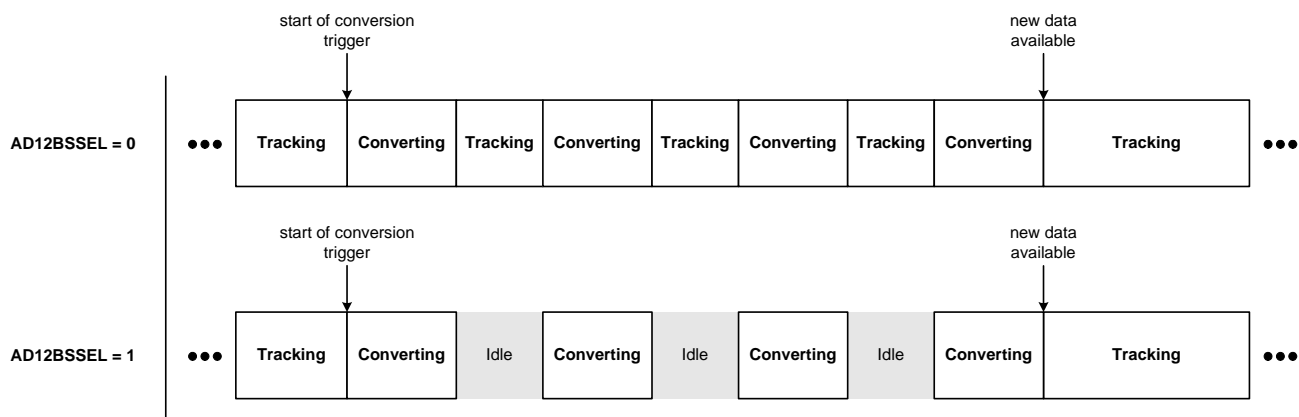 start of conversion
trigger
new data
available
AD12BSSEL = 0
Tracking
Converting
Tracking
Converting
Tracking
Converting
Tracking
Converting
Tracking
start of conversion
trigger
new data
available
AD12BSSEL = 1
Tracking
Converting
Idle
Converting
Idle
Converting
Idle
Converting
Tracking